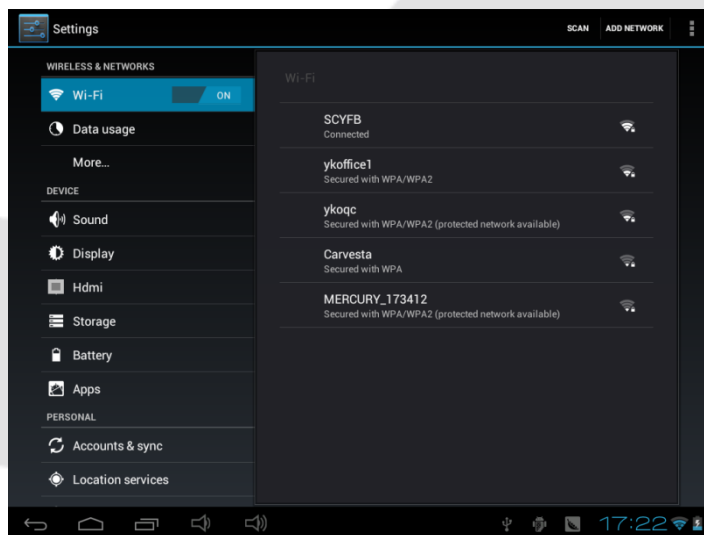 Settings
SCAN
ADD NETWORK
WIRELESS & NETWORKS
Wi-Fi
ON
Data usage
More...
DEVICE
Sound
Display
Hdmi
Storage
Battery
Apps
PERSONAL
Accounts & sync
Location services
Wi-Fi
SCYFB
Connected
ykoffice1
Secured with WPA/WPA2
ykoqc
Secured with WPA/WPA2 (protected network available)
Carvesta
Secured with WPA
MERCURY_173412
Secured with WPA/WPA2 (protected network available)
17:22